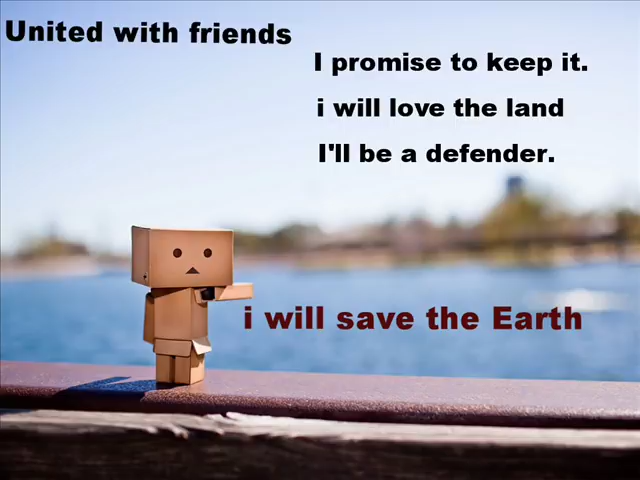 United with friends
I promise to keep it.
i will love the land
I'll be a defender.
i will save the Earth